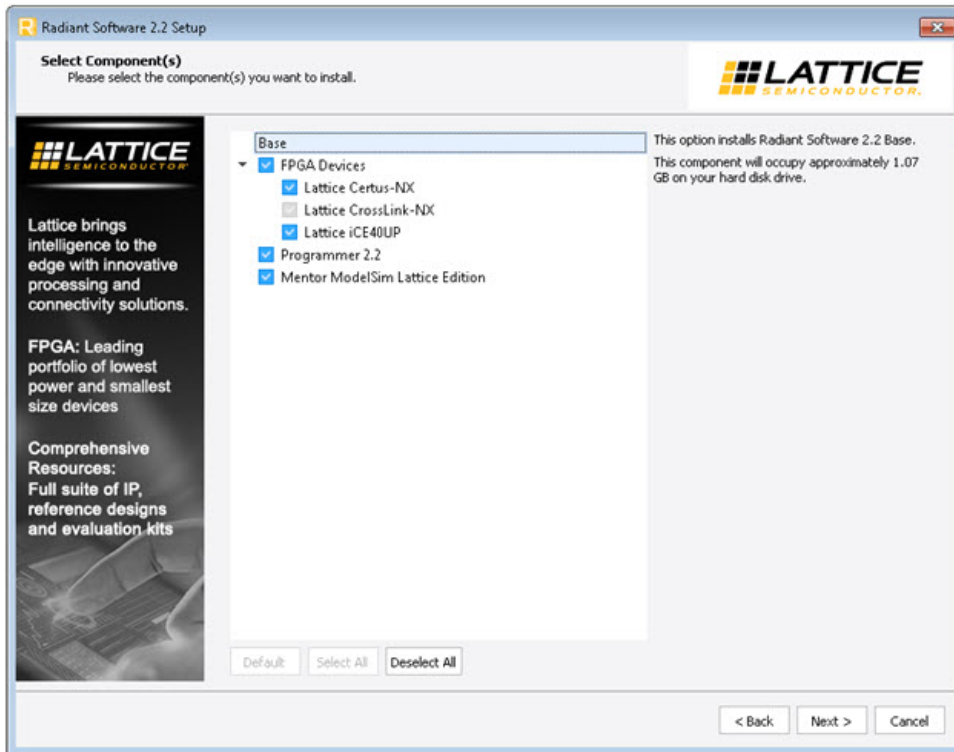 Radiant Software 2.2 Setup
Select Component(s)
Please select the component(s) you want to install.
LATTICE
SEMICONDUCTOR.
LATTICE
SEMICONDUCTOR
Lattice brings
intelligence to the
edge with innovative
processing and
connectivity solutions.
FPGA: Leading
portfolio of lowest
power and smallest
size devices
Comprehensive
Resources:
Full suite of IP,
reference designs
and evaluation kits
Base
FPGA Devices
Lattice Certus-NX
Lattice CrossLink-NX
Lattice iCE40UP
Programmer 2.2
Mentor ModelSim Lattice Edition
This option installs Radiant Software 2.2 Base.
This component will occupy approximately 1.07
GB on your hard disk drive.
Default Select All Deselect All
< Back Next > Cancel